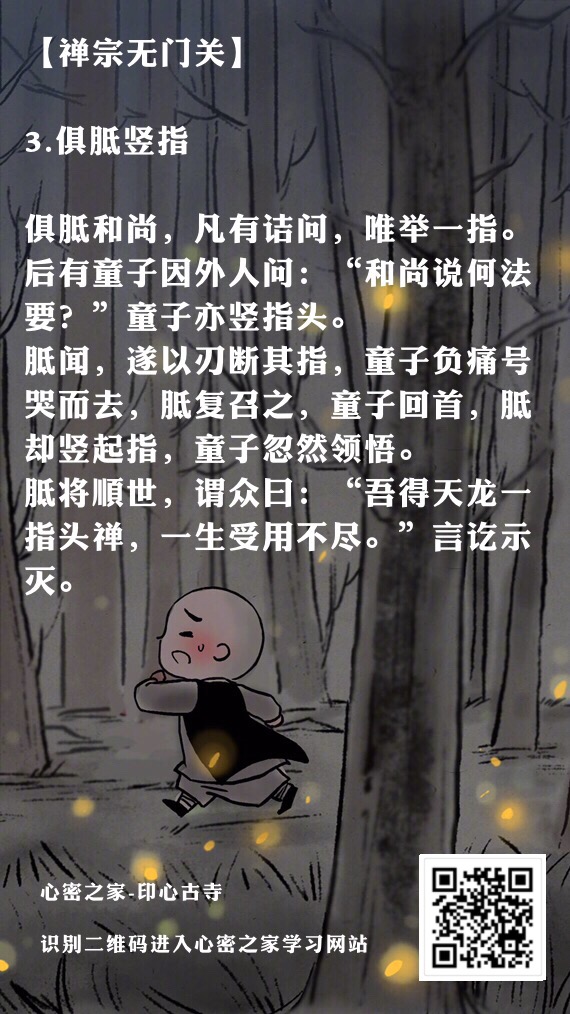 【禅宗无门关】
3.俱胝竖指
俱胝和尚，凡有诘问，唯举一指。
后有童子因外人问：“和尚说何法
要？”童子亦竖指头。
胝闻，遂以刃断其指，童子负痛号
哭而去，胝复召之，童子回首，胝
却竖起指，童子忽然领悟。
胝将順世，谓众曰：“吾得天龙一
指头禅，一生受用不尽。”言讫示
灭。
心密之家-印心古寺
识别二维码进入心密之家学习网站